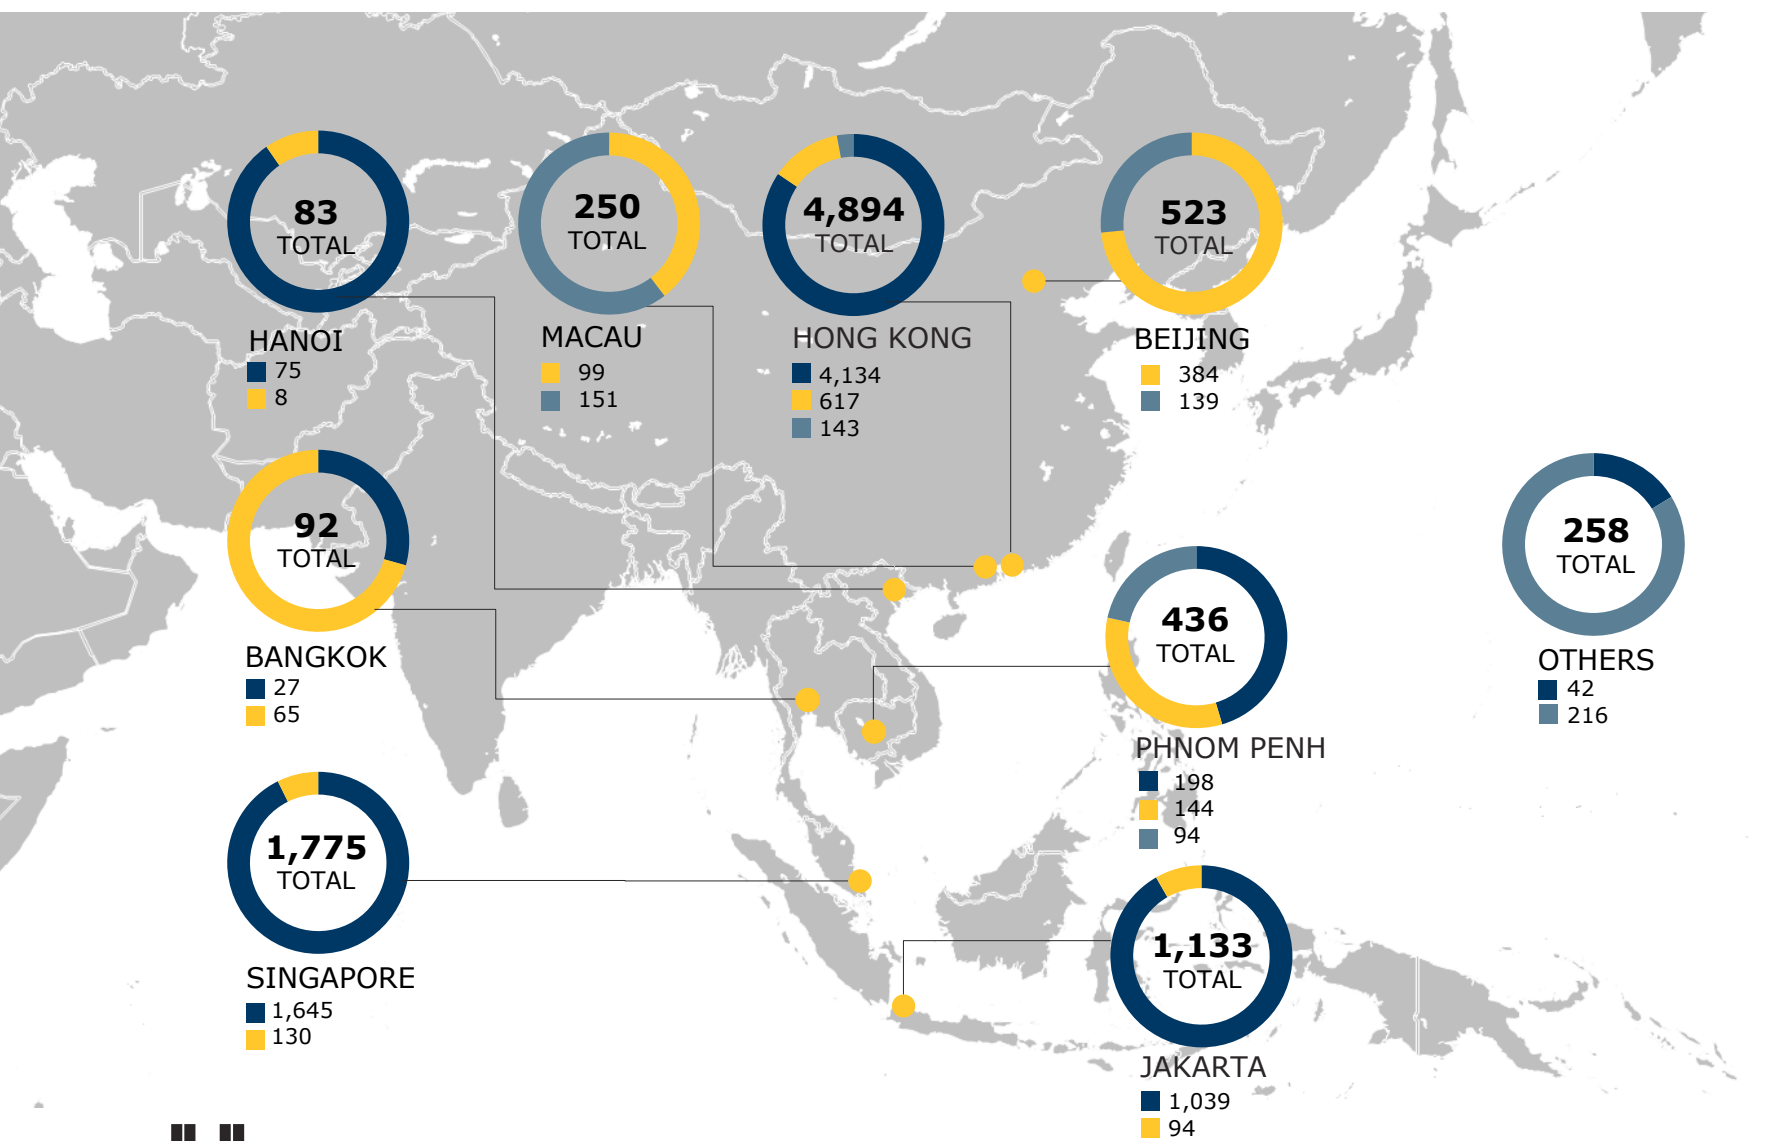 83
TOTAL
HANOI
75
8
250
TOTAL
MACAU
99
151
4,894
TOTAL
HONG KONG
4,134
617
143
523
TOTAL
BEIJING
384
139
92
TOTAL
BANGKOK
27
65
436
TOTAL
PHNOM PENH
198
144
94
258
TOTAL
OTHERS
42
216
1,775
TOTAL
SINGAPORE
1,645
130
1,133
TOTAL
JAKARTA
1,039
94